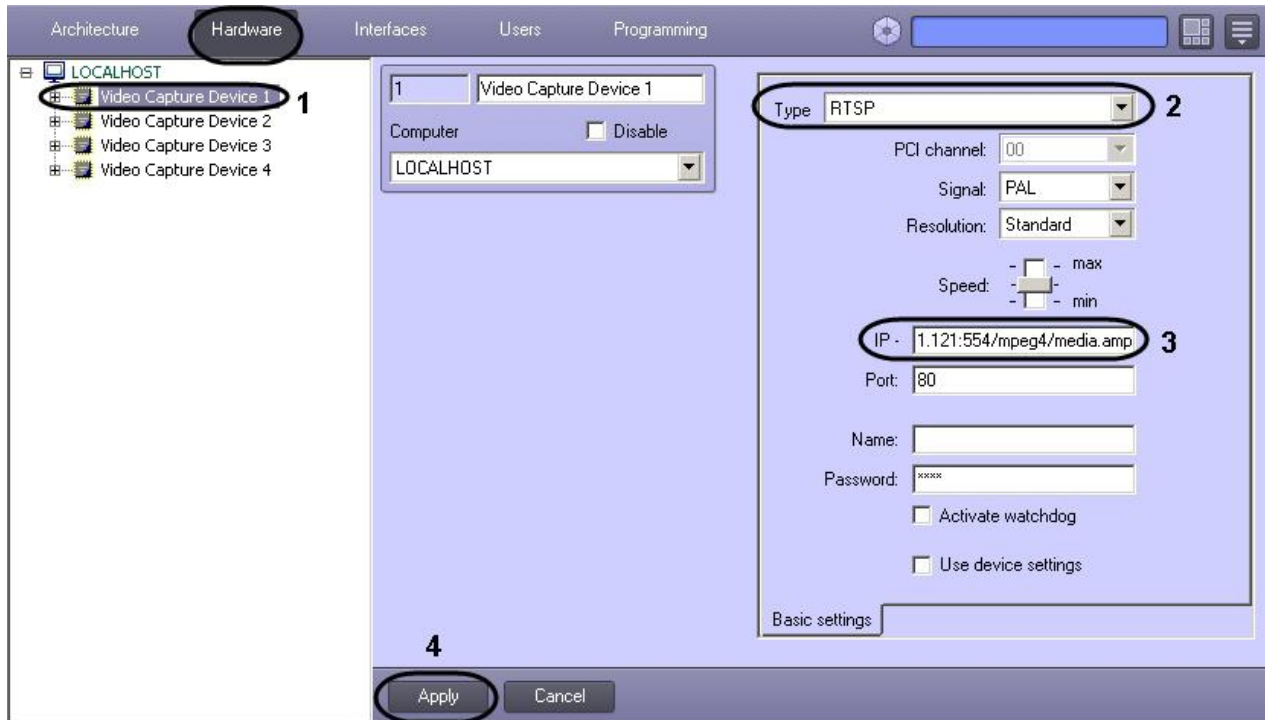 Architecture Hardware Interfaces Users Programming
LOCALHOST
Video Capture Device 1 1
Video Capture Device 2
Video Capture Device 3
Video Capture Device 4
1 Video Capture Device 1
Computer Disable
LOCALHOST
Type RTSP 2
PCI channel: 00
Signal: PAL
Resolution: Standard
max
Speed:
min
IP - 1.121:554/mpeg4/media.amp 3
Port: 80
Name:
Password: ××××
Activate watchdog
Use device settings
Basic settings
4
Apply Cancel